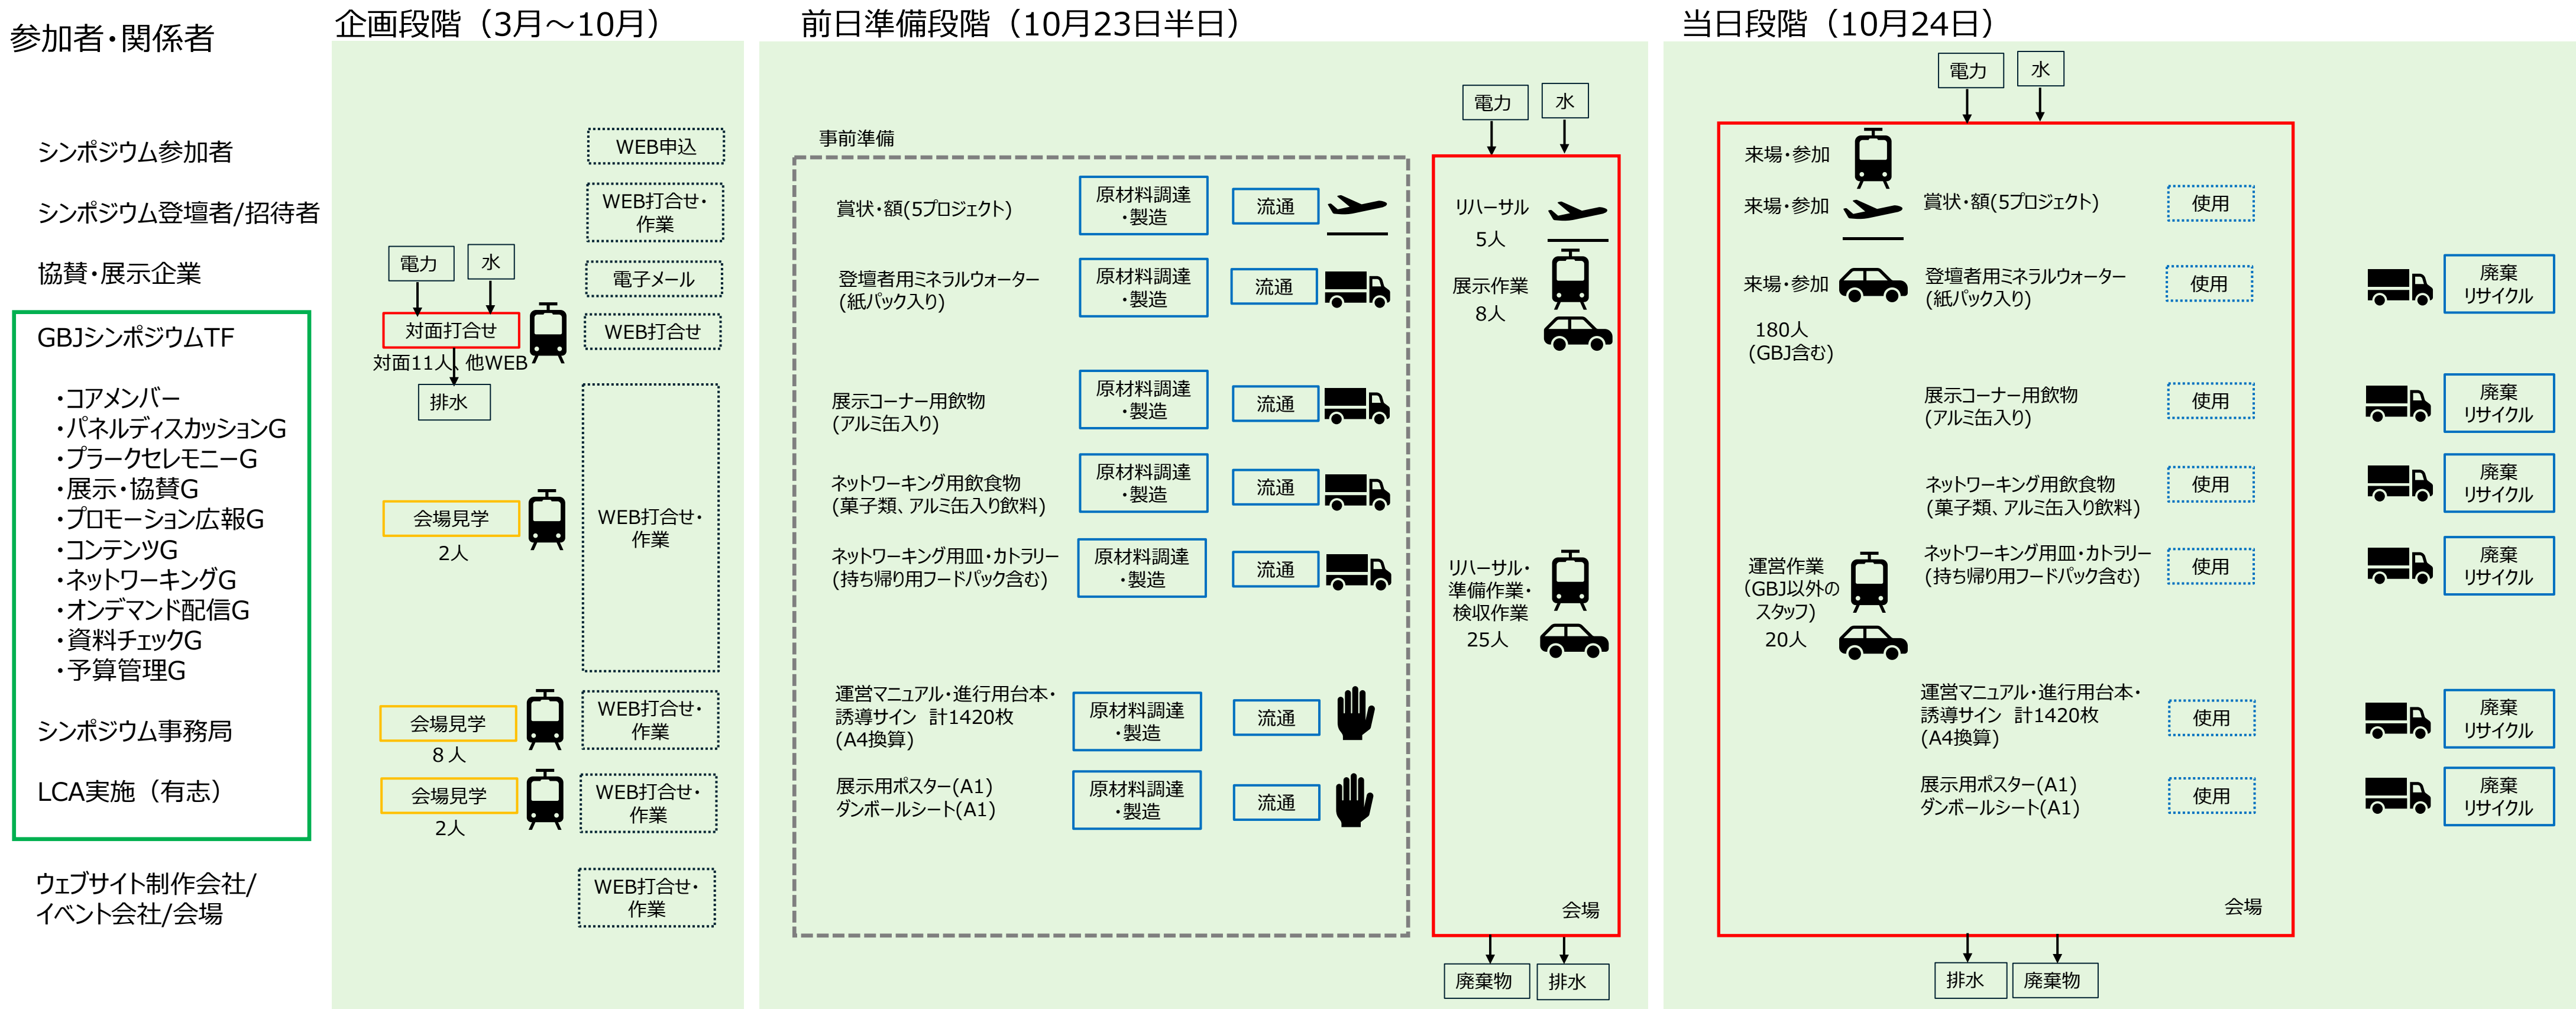 参加者・関係者
シンポジウム参加者
シンポジウム登壇者/招待者
協賛・展示企業
GBJシンポジウムTF
・コアメンバー
・パネルディスカッションG
・プラークセレモニーG
・展示・協賛G
・プロモーション広報G
・コンテンツG
・ネットワーキングG
・オンデマンド配信G
・資料チェックG
・予算管理G
シンポジウム事務局
LCA実施（有志）
ウェブサイト制作会社/
イベント会社/会場
企画段階（3月～10月）
WEB申込
WEB打合せ・
作業
電力
水
電子メール
対面打合せ
WEB打合せ
対面11人、他WEB
排水
会場見学
2人
WEB打合せ・
作業
会場見学
8人
WEB打合せ・
作業
会場見学
2人
WEB打合せ・
作業
WEB打合せ・
作業
前日準備段階（10月23日半日）
事前準備
賞状・額(5プロジェクト)
原材料調達
・製造
流通
登壇者用ミネラルウォーター
(紙パック入り)
原材料調達
・製造
流通
展示コーナー用飲物
(アルミ缶入り)
原材料調達
・製造
流通
ネットワーキング用飲食物
(菓子類、アルミ缶入り飲料)
原材料調達
・製造
流通
ネットワーキング用皿・カトラリー
(持ち帰り用フードパック含む)
原材料調達
・製造
流通
運営マニュアル・進行用台本・
誘導サイン　計1420枚
(A4換算)
原材料調達
・製造
流通
展示用ポスター(A1)
ダンボールシート(A1)
原材料調達
・製造
流通
電力
水
リハーサル
5人
展示作業
8人
リハーサル・
準備作業・
検収作業
25人
会場
廃棄物
排水
当日段階（10月24日）
電力
水
来場・参加
来場・参加
来場・参加
180人
(GBJ含む)
運営作業
(GBJ以外の
スタッフ)
20人
賞状・額(5プロジェクト)
使用
登壇者用ミネラルウォーター
(紙パック入り)
使用
廃棄
リサイクル
展示コーナー用飲物
(アルミ缶入り)
使用
廃棄
リサイクル
ネットワーキング用飲食物
(菓子類、アルミ缶入り飲料)
使用
廃棄
リサイクル
ネットワーキング用皿・カトラリー
(持ち帰り用フードパック含む)
使用
廃棄
リサイクル
運営マニュアル・進行用台本・
誘導サイン　計1420枚
(A4換算)
使用
廃棄
リサイクル
展示用ポスター(A1)
ダンボールシート(A1)
使用
廃棄
リサイクル
会場
排水
廃棄物